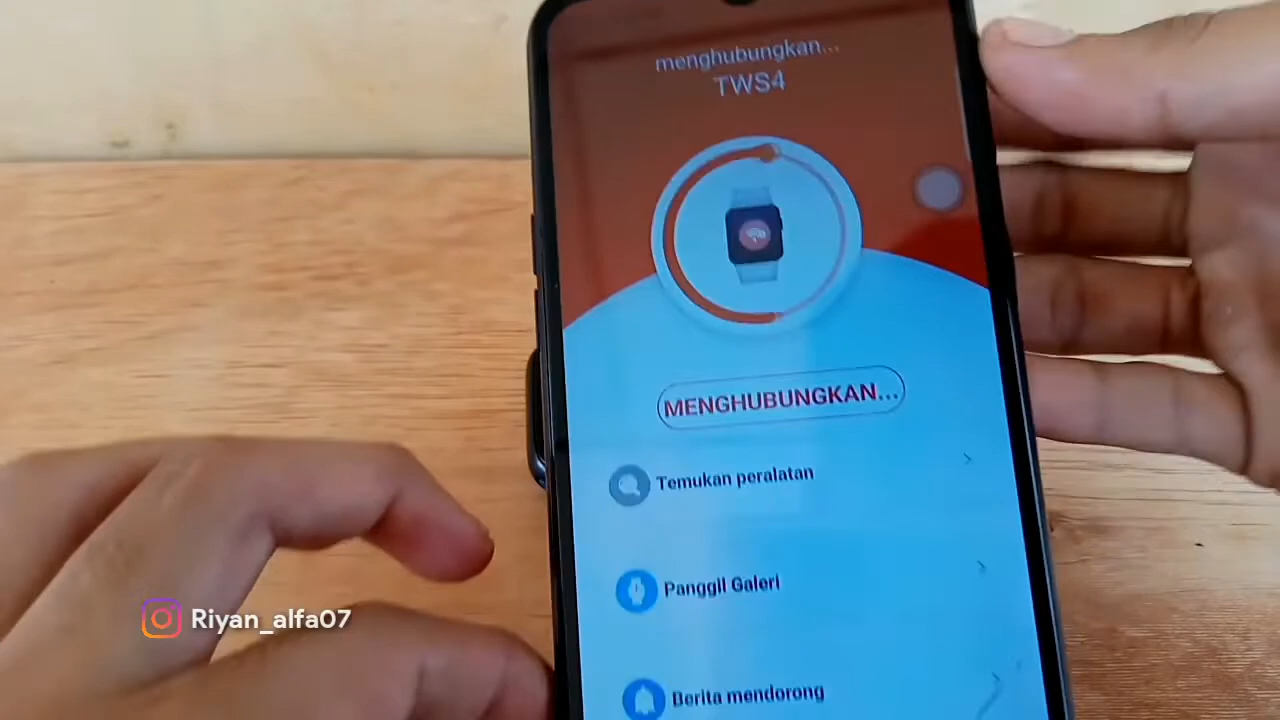 menghubungkan...
TWS4
MENGHUBUNGKAN...
Temukan peralatan
Panggil Galeri
Berita mendorong
Riyan_alfa07